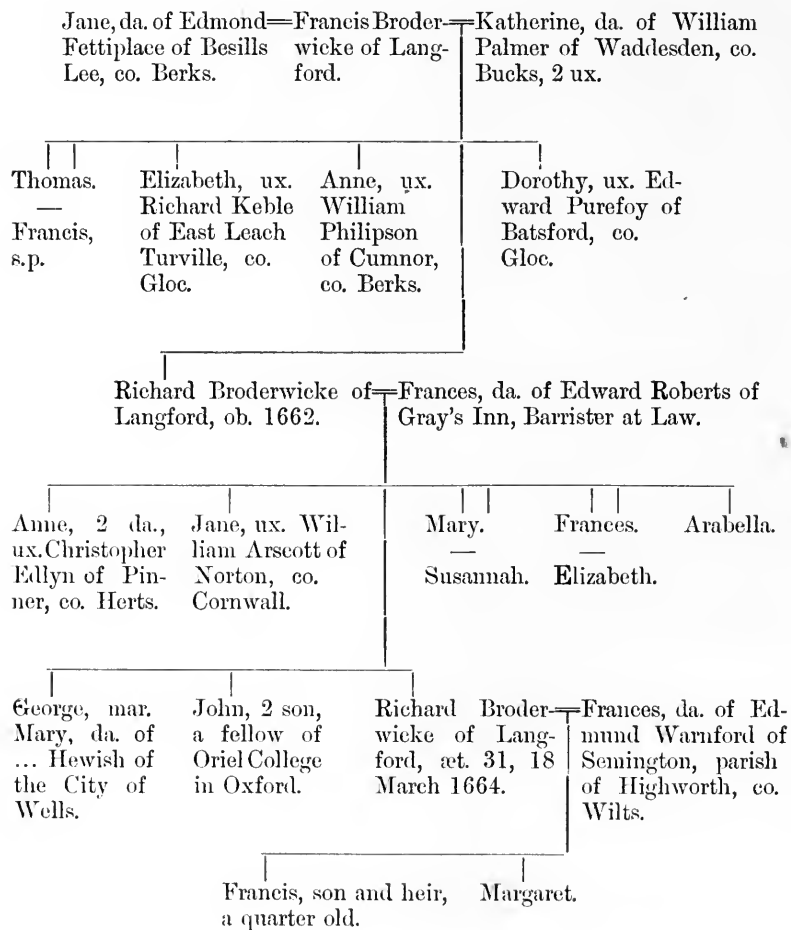 Jane, da. of Edmond
Fettiplace of Besills
Lee, co. Berks.
Francis Broder-
wicke of Lang-
ford.
Katherine, da. of William
Palmer of Waddesden, co.
Bucks, 2 ux.
Thomas.
—
Francis,
s.p.
Elizabeth, ux.
Richard Keble
of East Leach
Turville, co.
Gloc.
Anne, ux.
William
Philipson
of Cumnor,
co. Berks.
Dorothy, ux. Ed-
ward Purefoy of
Batsford, co.
Gloc.
Richard Broderwicke of
Langford, ob. 1662.
Frances, da. of Edward Roberts of
Gray's Inn, Barrister at Law.
Anne, 2 da.,
ux. Christopher
Edlyn of Pin-
ner, co. Herts.
Jane, ux. Wil-
liam Arscott of
Norton, co.
Cornwall.
Mary.
—
Susannah.
Frances.
—
Elizabeth.
Arabella.
George, mar.
Mary, da. of
... Hewish of
the City of
Wells.
John, 2 son,
a fellow of
Oriel College
in Oxford.
Richard Broder-
wicke of Lang-
ford, æt. 31, 18
March 1664.
Frances, da. of Ed-
mund Warnford of
Semington, parish
of Highworth, co.
Wilts.
Francis, son and heir,
a quarter old.
Margaret.